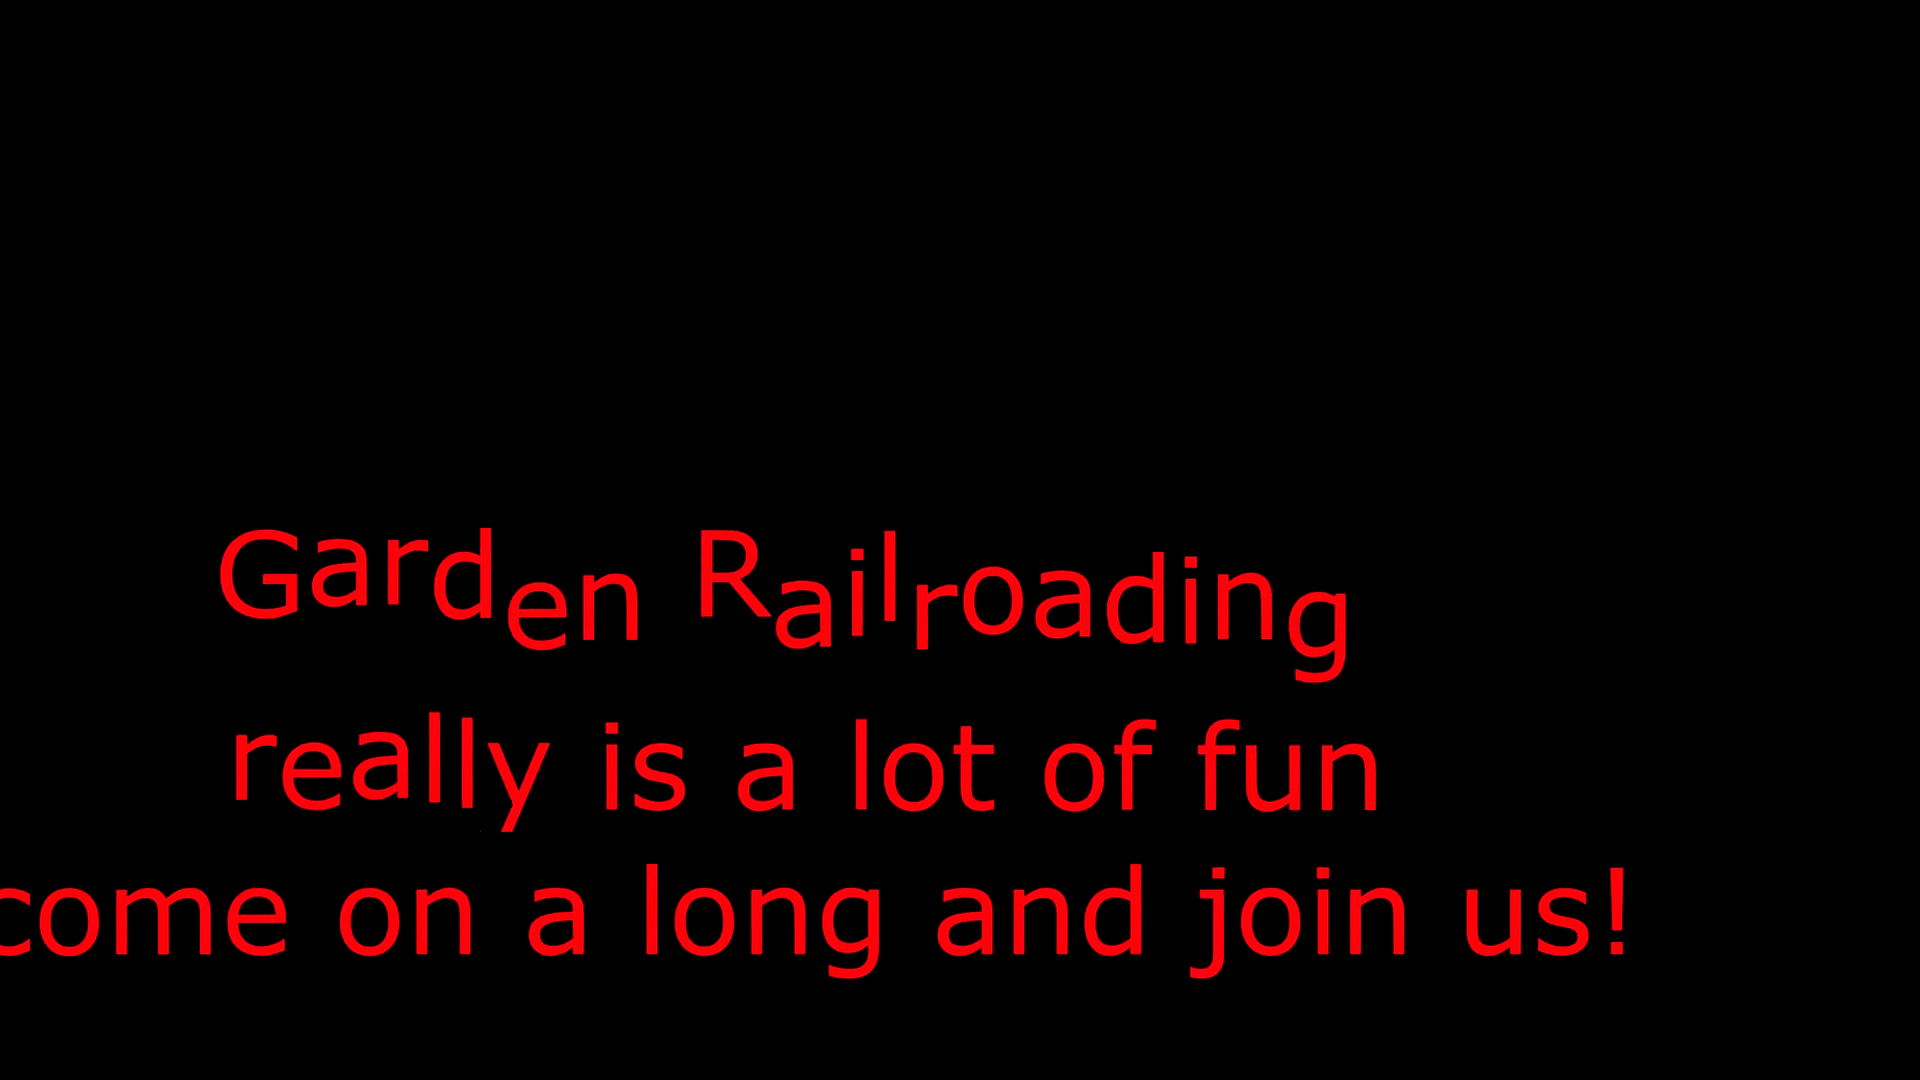 Garden Railroading
really is a lot of fun
come on a long and join us!